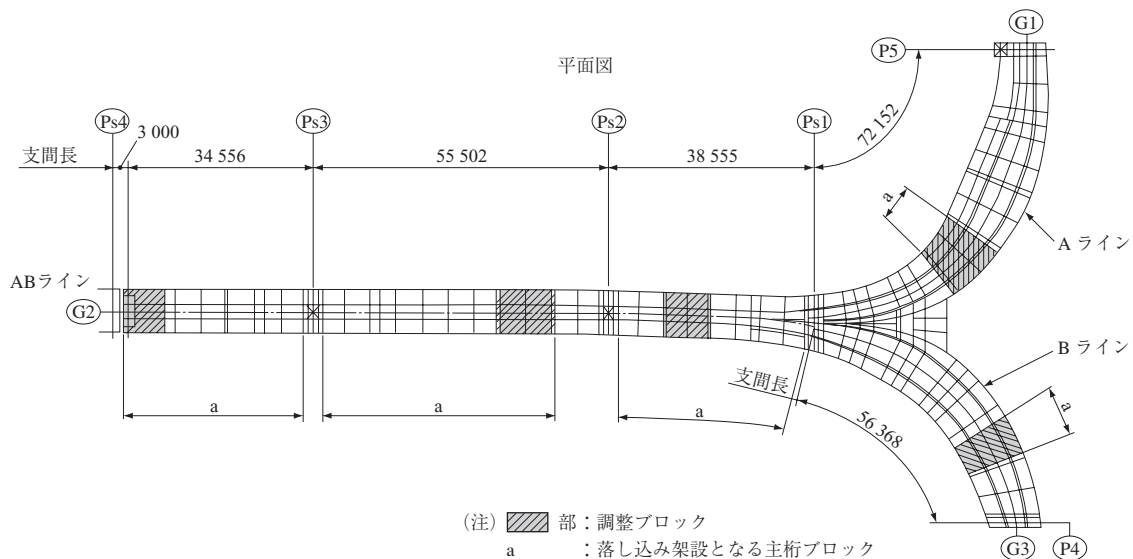 平面図
G1
P5
Ps4
3 000
Ps3
Ps2
Ps1
72 152
支間長
34 556
55 502
38 555
a
A ライン
ABライン
G2
B ライン
支間長
a
a
a
a
56 368
(注) 部：調整ブロック
a ：落し込み架設となる主桁ブロック
G3
P4